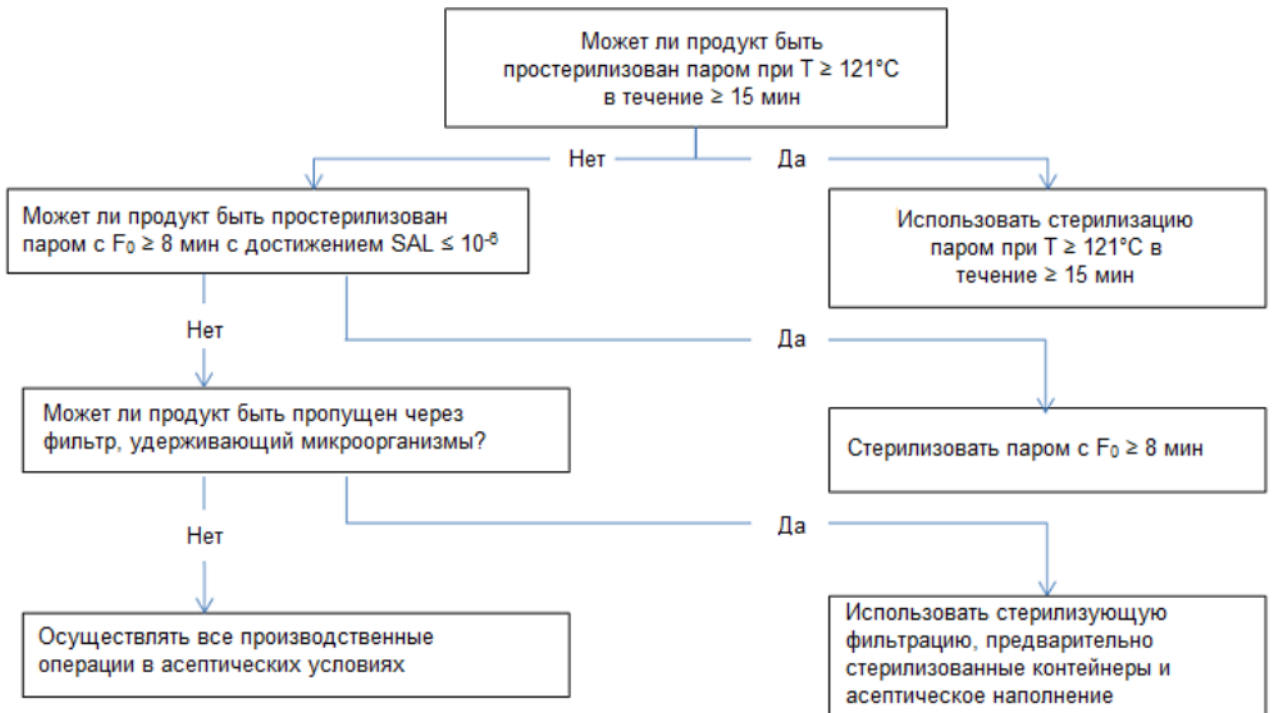 Может ли продукт быть
простерилизован паром при T ≥ 121°C
в течение ≥ 15 мин
Нет
Да
Может ли продукт быть простерилизован
паром с F₀ ≥ 8 мин с достижением SAL ≤ 10⁻⁶
Использовать стерилизацию
паром при T ≥ 121°C в
течение ≥ 15 мин
Нет
Да
Может ли продукт быть пропущен через
фильтр, удерживающий микроорганизмы?
Стерилизовать паром с F₀ ≥ 8 мин
Нет
Да
Осуществлять все производственные
операции в асептических условиях
Использовать стерилизующую
фильтрацию, предварительно
стерилизованные контейнеры и
асептическое наполнение